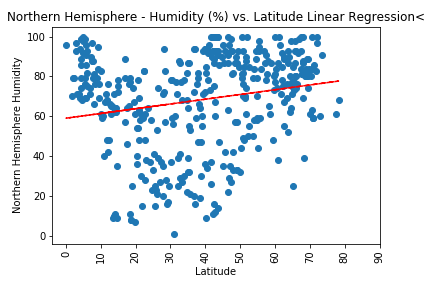 Northern Hemisphere - Humidity (%) vs. Latitude Linear Regression<
100
80
60
40
20
0
Northern Hemisphere Humidity
0 10 20 30 40 50 60 70 80 90
Latitude